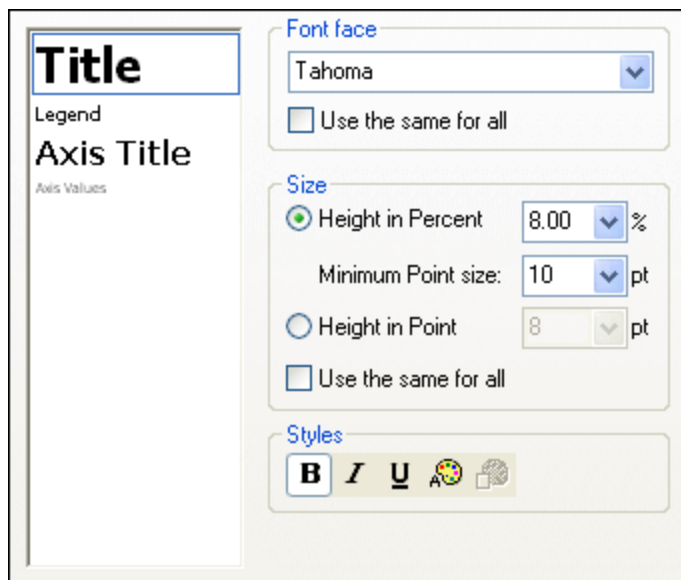 Title
Legend
Axis Title
Axis Values
Font face
Tahoma
Use the same for all
Size
Height in Percent 8.00 %
Minimum Point size: 10 pt
Height in Point 8 pt
Use the same for all
Styles
B I U A